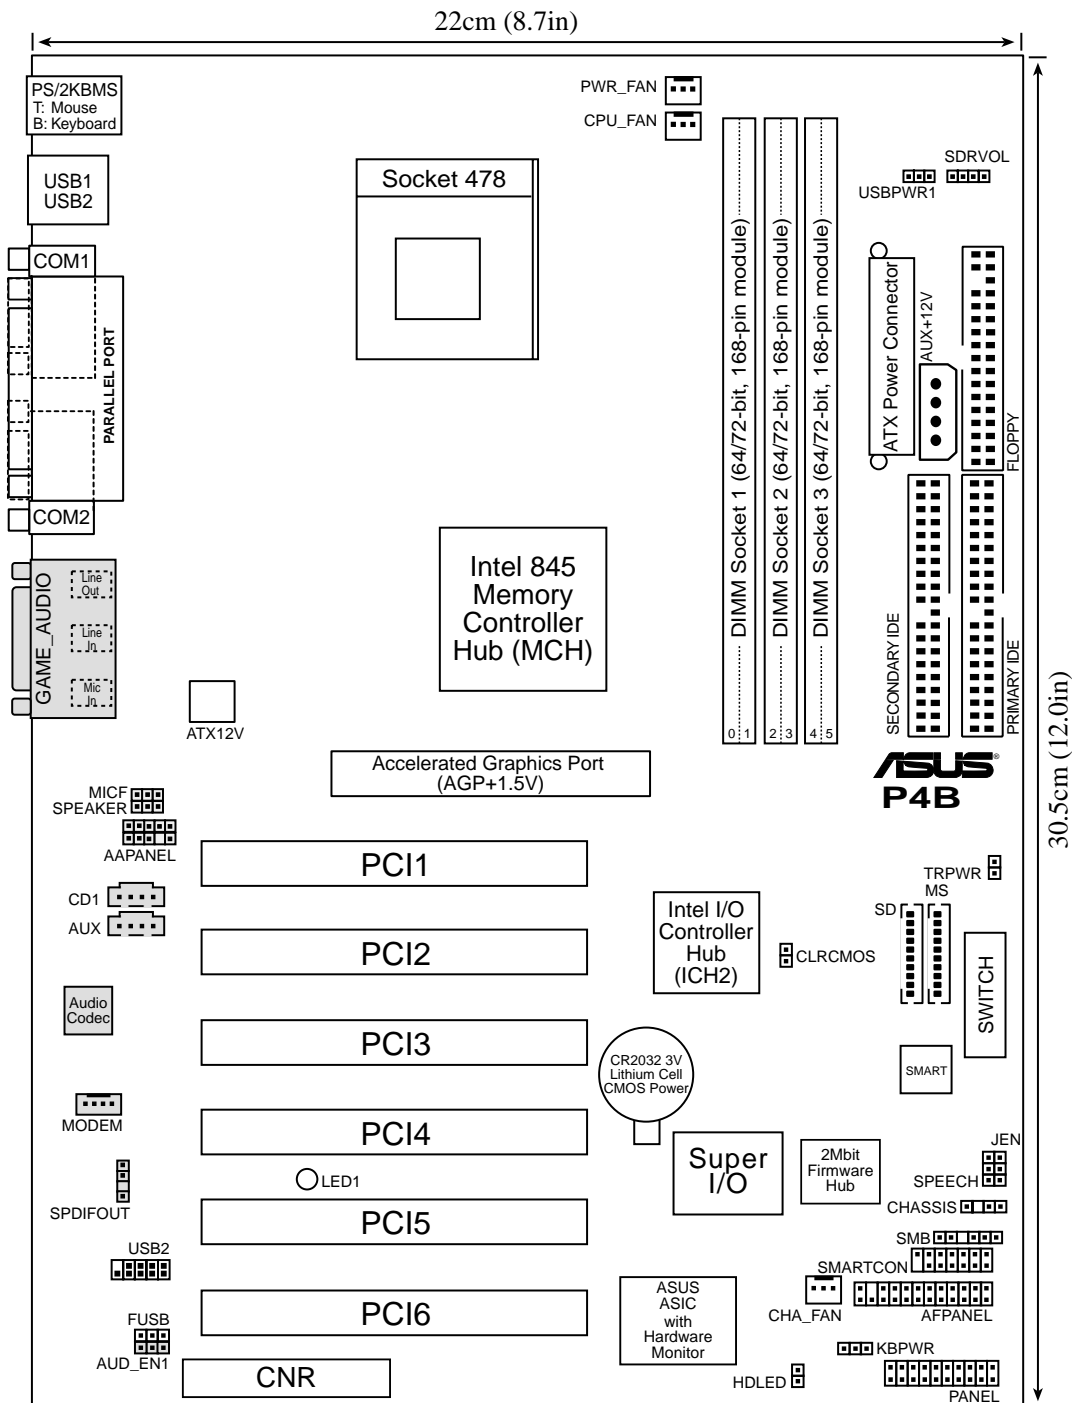 22cm (8.7in)
PS/2KBMS
T: Mouse
B: Keyboard
PWR_FAN
CPU_FAN
USB1
USB2
Socket 478
SDRVOL
USBPWR1
COM1
PARALLEL PORT
COM2
DIMM Socket 1 (64/72-bit, 168-pin module)
DIMM Socket 2 (64/72-bit, 168-pin module)
DIMM Socket 3 (64/72-bit, 168-pin module)
0 1
2 3
4 5
ATX Power Connector
AUX+12V
FLOPPY
SECONDARY IDE
PRIMARY IDE
30.5cm (12.0in)
Intel 845
Memory
Controller
Hub (MCH)
GAME_AUDIO
Line
Out
Line
In
Mic
In
ATX12V
Accelerated Graphics Port
(AGP+1.5V)
ASUS®
P4B
MICF
SPEAKER
AAPANEL
PCI1
CD1
AUX
PCI2
Intel I/O
Controller
Hub
(ICH2)
CLRCMOS
TRPWR
MS
SD
SWITCH
Audio
Codec
PCI3
CR2032 3V
Lithium Cell
CMOS Power
SMART
MODEM
PCI4
Super
I/O
2Mbit
Firmware
Hub
JEN
SPEECH
LED1
SPDIFOUT
PCI5
CHASSIS
USB2
SMB
SMARTCON
PCI6
ASUS
ASIC
with
Hardware
Monitor
CHA_FAN
AFPANEL
FUSB
AUD_EN1
KBPWR
CNR
HDLED
PANEL